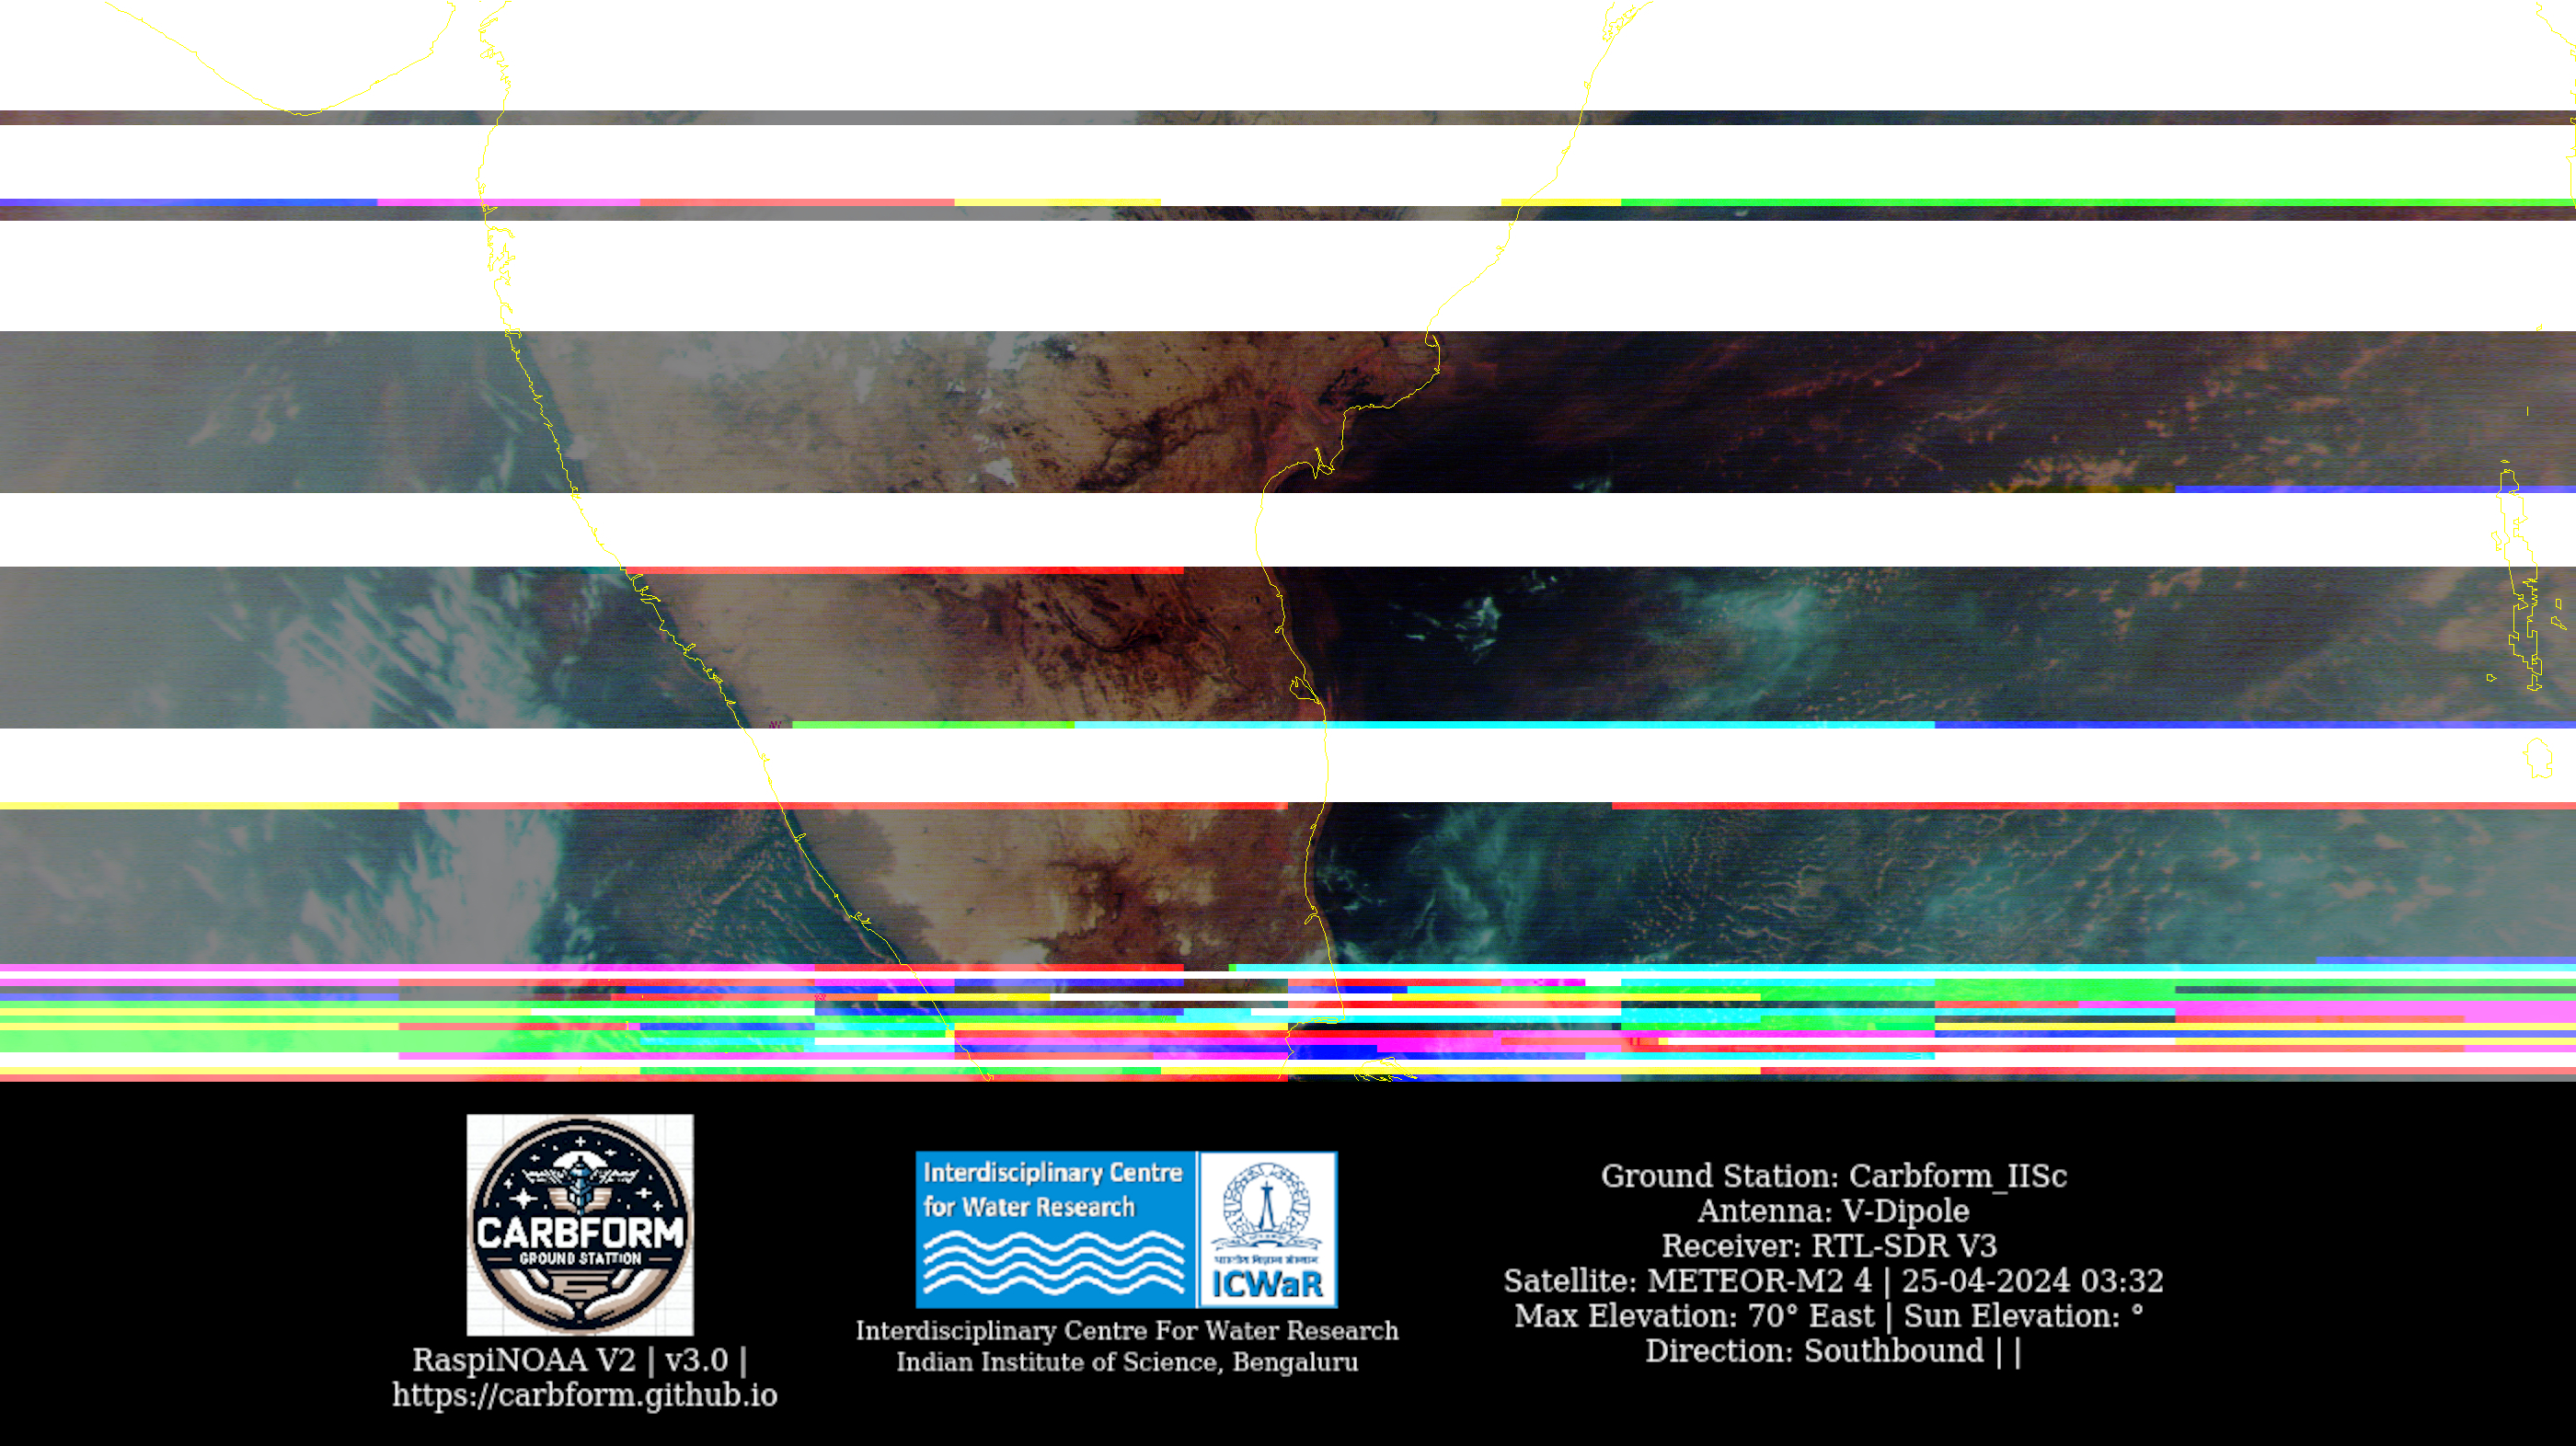 CARBFORM
GROUND STATION
RaspiNOAA V2 | v3.0 |
https://carbform.github.io
Interdisciplinary Centre
for Water Research
ICWaR
Interdisciplinary Centre For Water Research
Indian Institute of Science, Bengaluru
Ground Station: Carbform_IISc
Antenna: V-Dipole
Receiver: RTL-SDR V3
Satellite: METEOR-M2 4 | 25-04-2024 03:32
Max Elevation: 70° East | Sun Elevation: °
Direction: Southbound | |